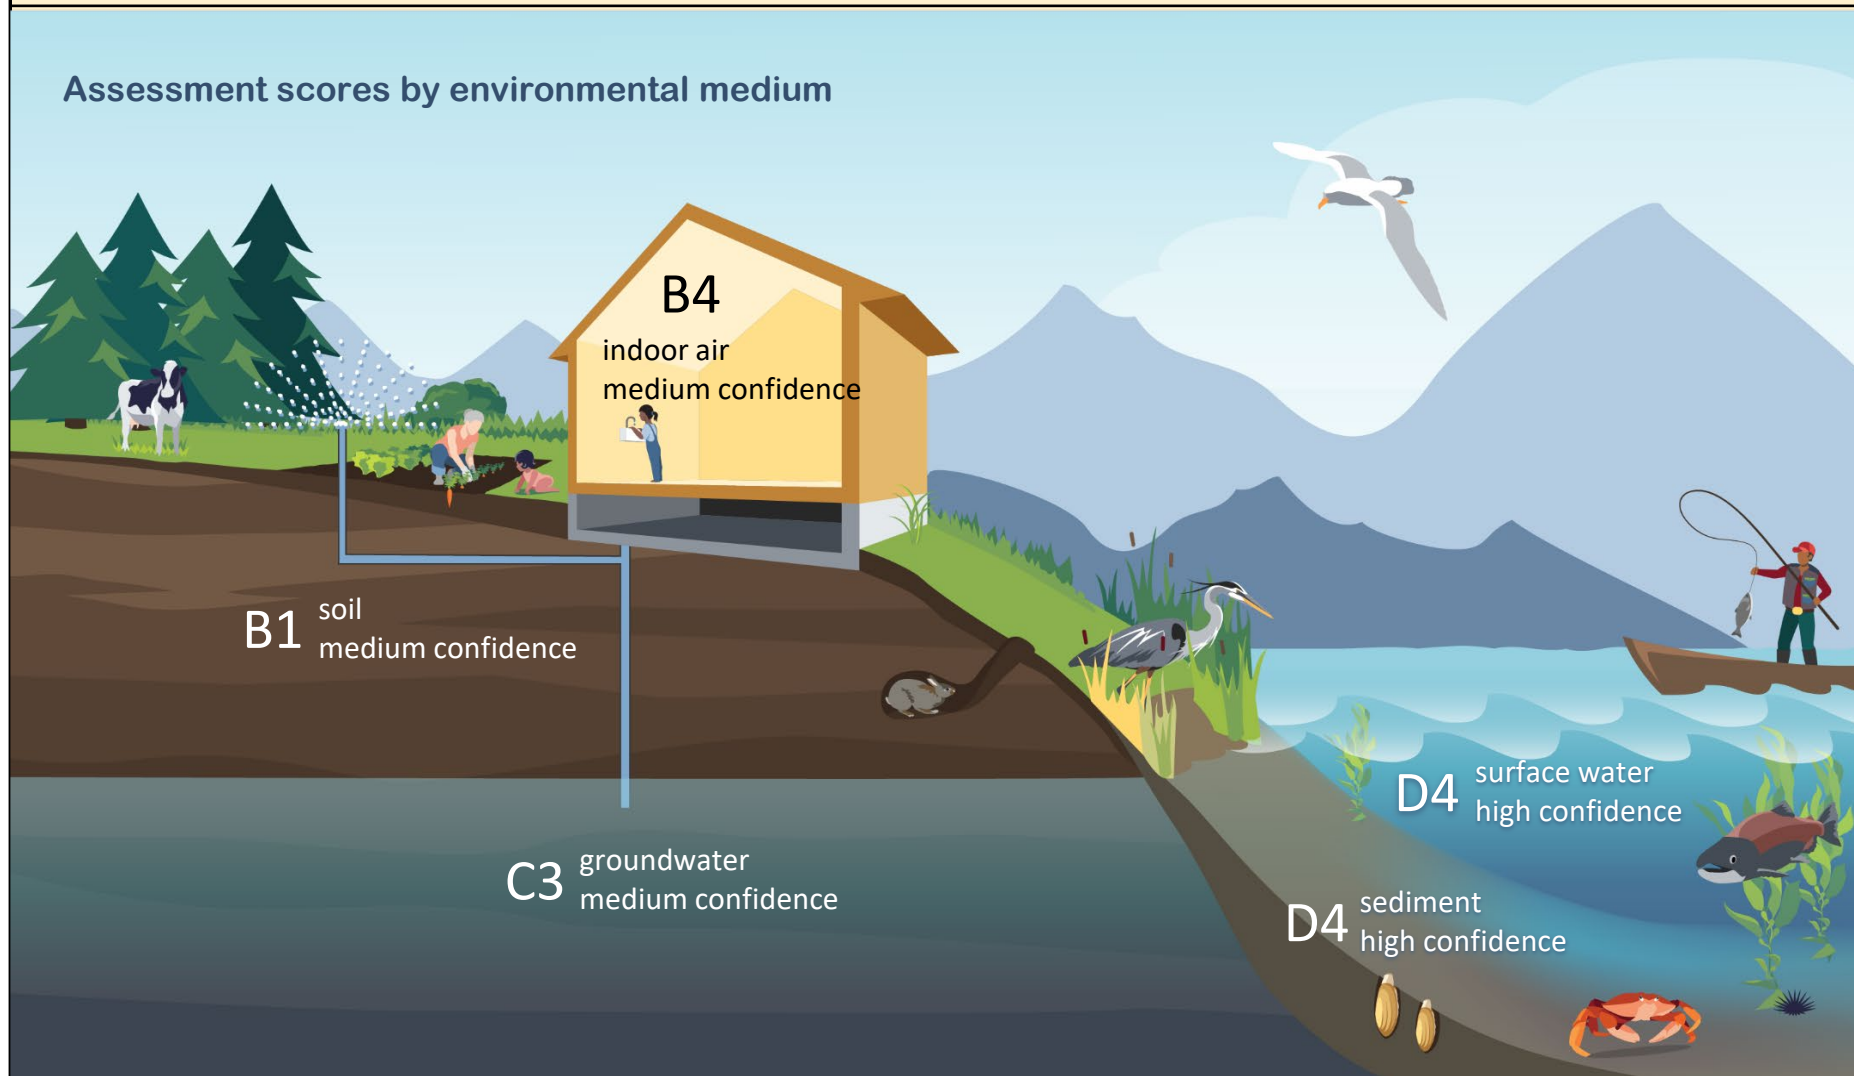 Assessment scores by environmental medium
B4
indoor air
medium confidence
B1
soil
medium confidence
C3
groundwater
medium confidence
D4
surface water
high confidence
D4
sediment
high confidence